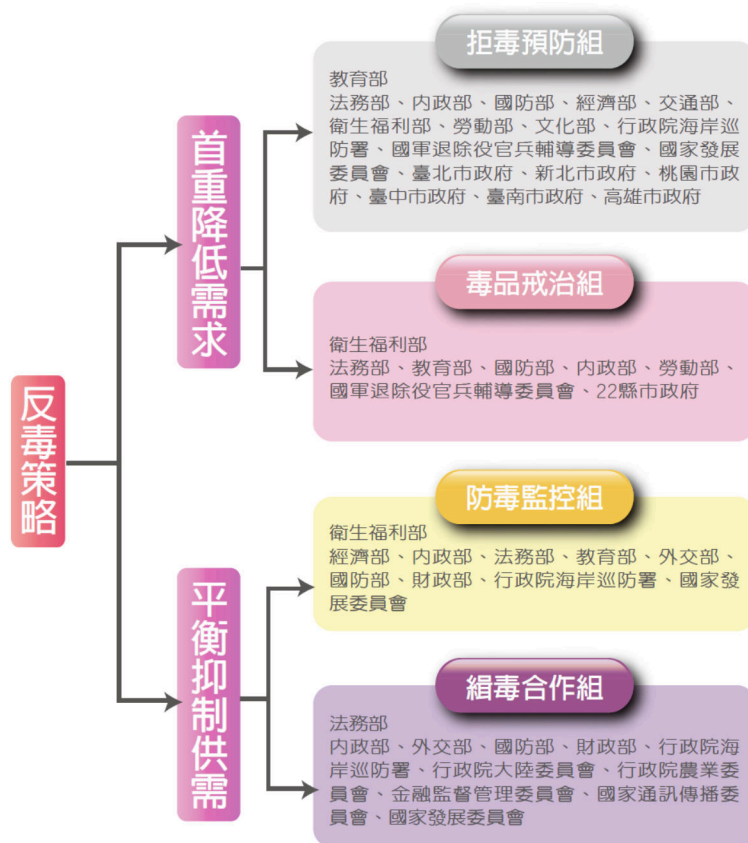 反毒策略
首重降低需求
拒毒預防組
教育部
法務部、內政部、國防部、經濟部、交通部、
衛生福利部、勞動部、文化部、行政院海岸巡
防署、國軍退除役官兵輔導委員會、國家發展
委員會、臺北市政府、新北市政府、桃園市政
府、臺中市政府、臺南市政府、高雄市政府
毒品戒治組
衛生福利部
法務部、教育部、國防部、內政部、勞動部、
國軍退除役官兵輔導委員會、22縣市政府
平衡抑制供需
防毒監控組
衛生福利部
經濟部、內政部、法務部、教育部、外交部、
國防部、財政部、行政院海岸巡防署、國家發
展委員會
緝毒合作組
法務部
內政部、外交部、國防部、財政部、行政院海
岸巡防署、行政院大陸委員會、行政院農業委
員會、金融監督管理委員會、國家通訊傳播委
員會、國家發展委員會